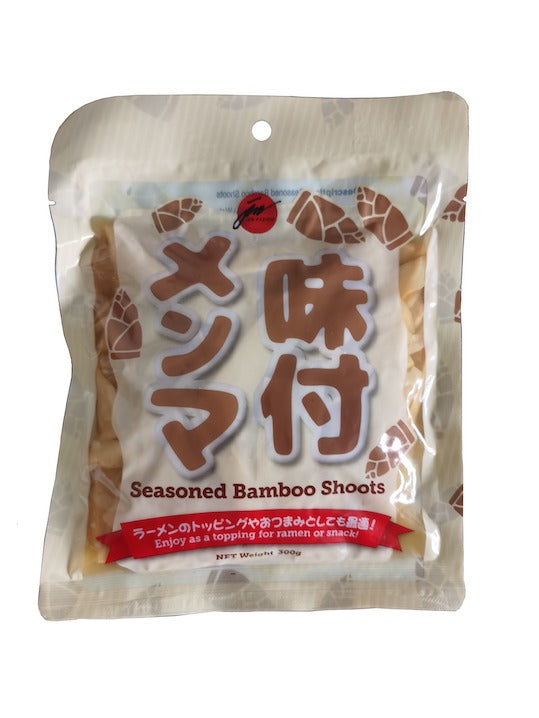 味付
メンマ
Seasoned Bamboo Shoots
ラーメンのトッピングやおつまみとしても最適!
Enjoy as a topping for ramen or snack!
NET Weight 300g